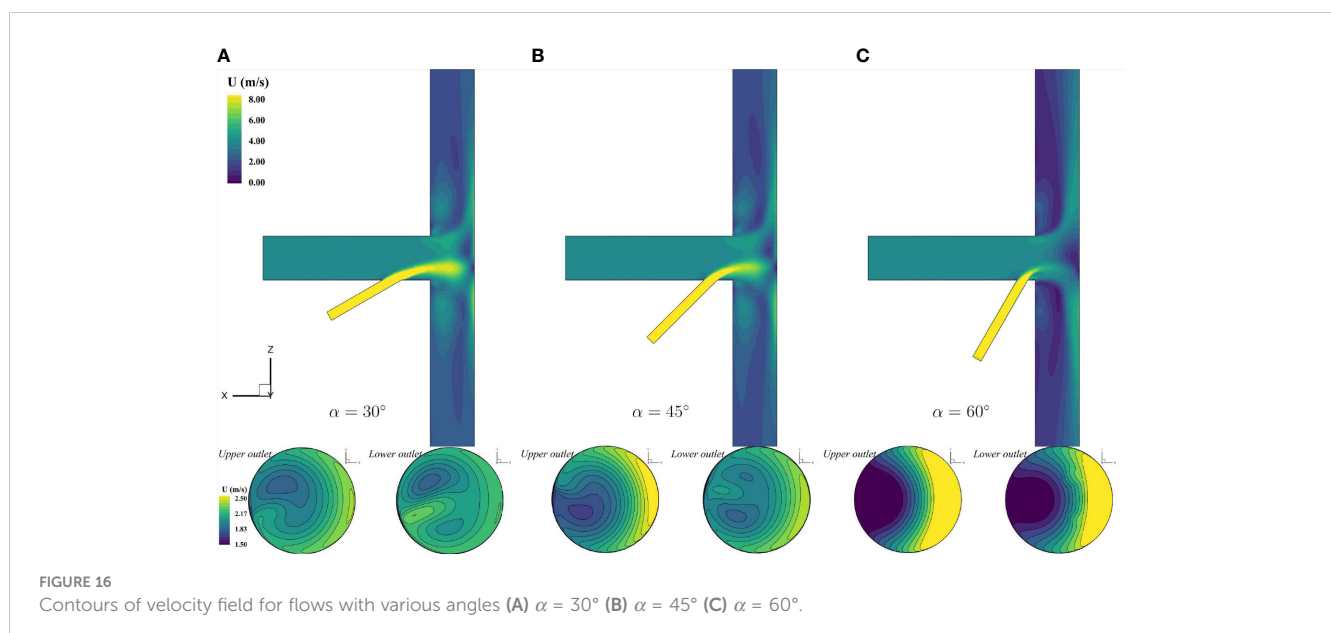 A
B
C
U (m/s)
8.00
6.00
4.00
2.00
0.00
Z
X
Y
α = 30°
α = 45°
α = 60°
Upper outlet
Lower outlet
Upper outlet
Lower outlet
Upper outlet
Lower outlet
U (m/s)
2.50
2.17
1.83
1.50
FIGURE 16
Contours of velocity field for flows with various angles (A) α = 30° (B) α = 45° (C) α = 60°.